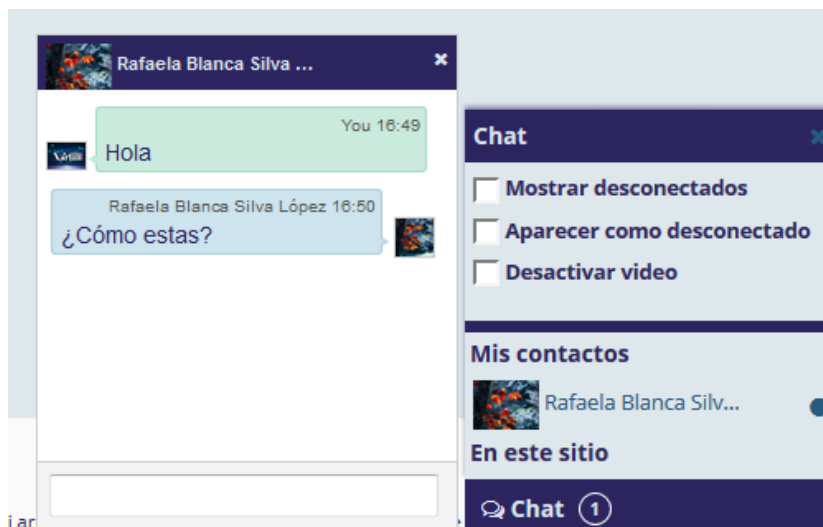 Rafaela Blanca Silva ...
You 16:49
Hola
Rafaela Blanca Silva López 16:50
¿Cómo estas?
Chat
Mostrar desconectados
Aparecer como desconectado
Desactivar video
Mis contactos
Rafaela Blanca Silv...
En este sitio
Chat 1